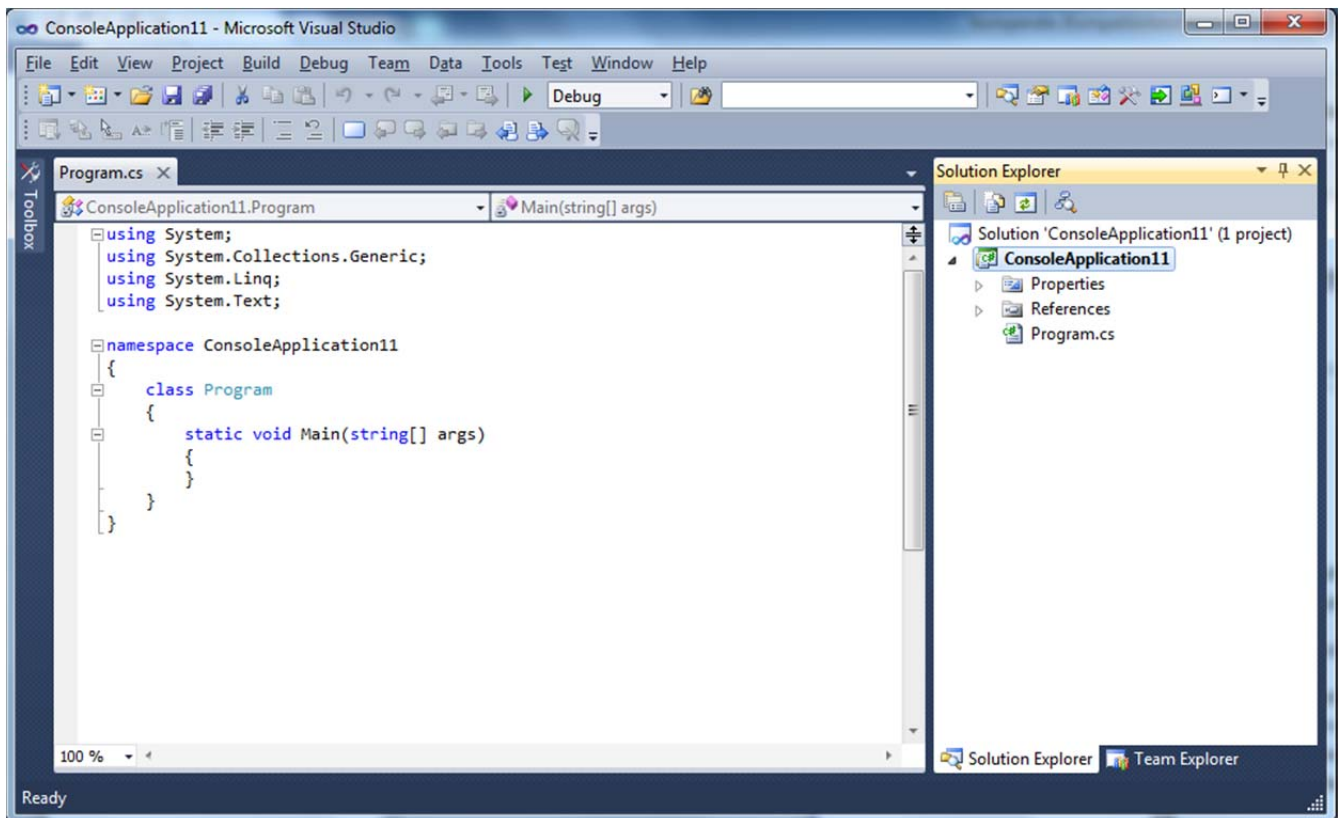 ConsoleApplication11 - Microsoft Visual Studio
File Edit View Project Build Debug Team Data Tools Test Window Help
Debug
Toolbox
Program.cs
ConsoleApplication11.Program
Main(string[] args)
using System;
using System.Collections.Generic;
using System.Linq;
using System.Text;
namespace ConsoleApplication11
{
class Program
{
static void Main(string[] args)
{
}
}
}
100 %
Solution Explorer
Solution 'ConsoleApplication11' (1 project)
ConsoleApplication11
Properties
References
Program.cs
Solution Explorer Team Explorer
Ready